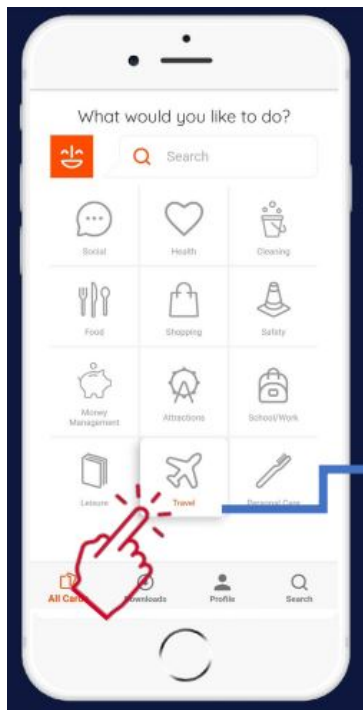 What would you like to do?
Search
Social
Health
Cleaning
Food
Shopping
Safety
Money
Management
Attractions
School/Work
Leisure
Travel
Personal Care
All Cards
Downloads
Profile
Search